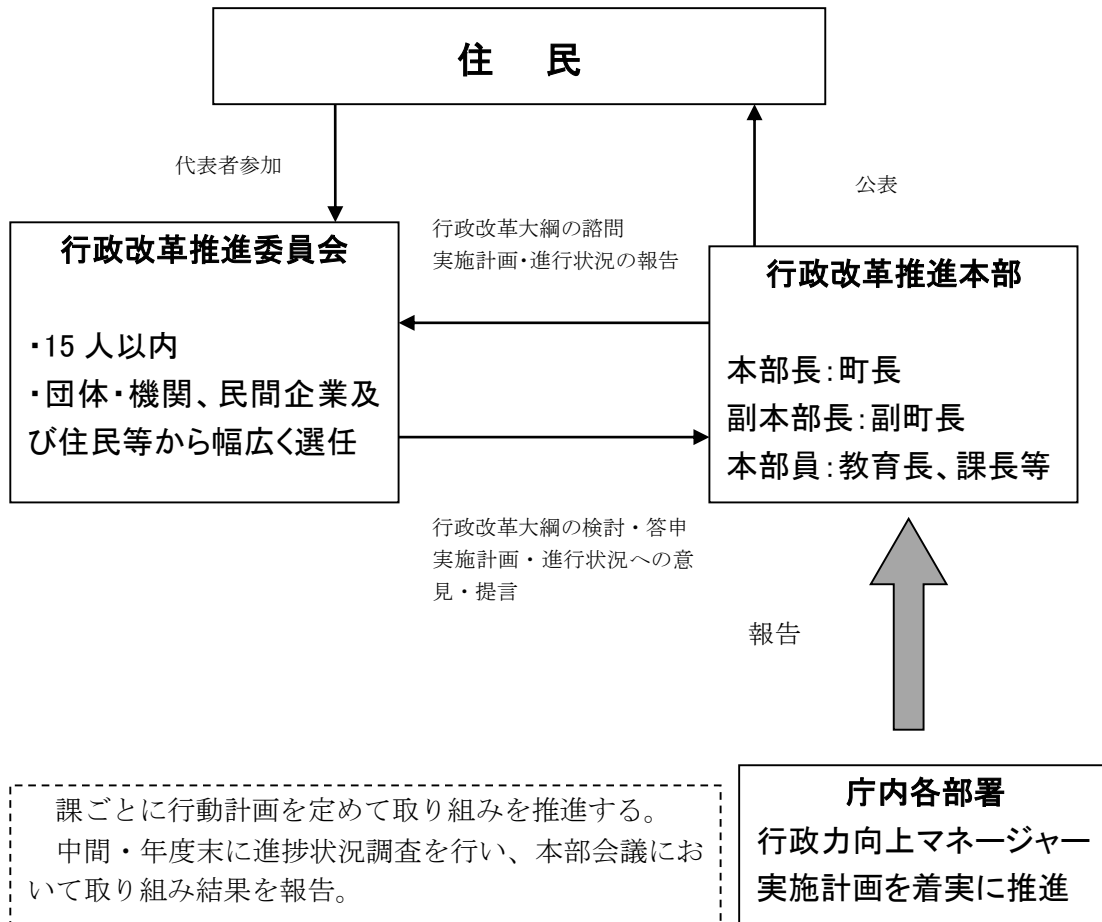 住　民
代表者参加
公表
行政改革推進委員会
・15 人以内
・団体・機関、民間企業及
び住民等から幅広く選任
行政改革大綱の諮問
実施計画・進行状況の報告
行政改革推進本部
本部長：町長
副本部長：副町長
本部員：教育長、課長等
行政改革大綱の検討・答申
実施計画・進行状況への意
見・提言
報告
課ごとに行動計画を定めて取り組みを推進する。
中間・年度末に進捗状況調査を行い、本部会議にお
いて取り組み結果を報告。
庁内各部署
行政力向上マネージャー
実施計画を着実に推進